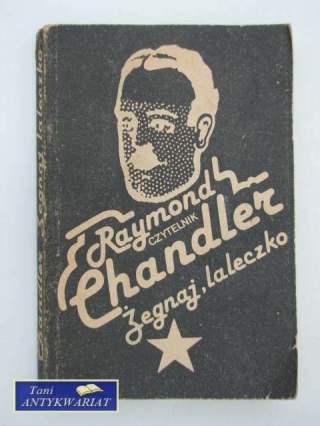 Raymond
CZYTELNIK
Chandler
Żegnaj, laleczko
Chandler Żegnaj, laleczko
Tani
ANTYKWARIAT